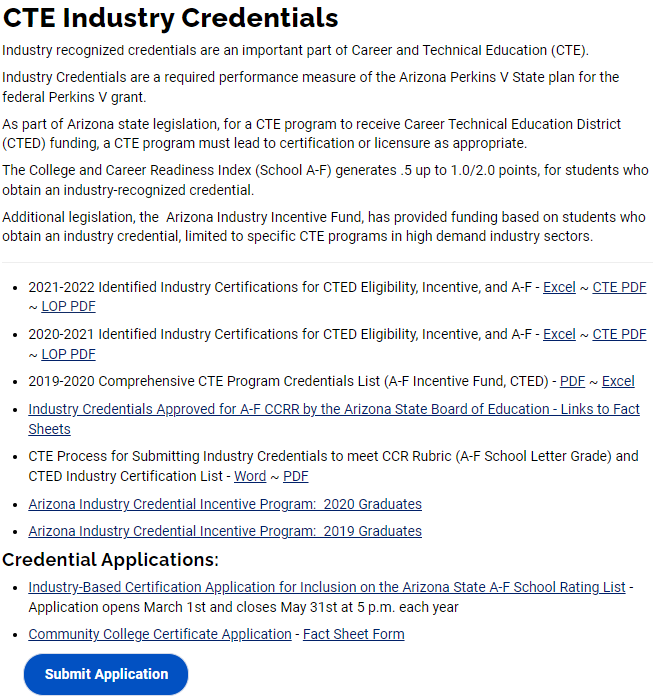 CTE Industry Credentials
Industry recognized credentials are an important part of Career and Technical Education (CTE).
Industry Credentials are a required performance measure of the Arizona Perkins V State plan for the
federal Perkins V grant.
As part of Arizona state legislation, for a CTE program to receive Career Technical Education District
(CTED) funding, a CTE program must lead to certification or licensure as appropriate.
The College and Career Readiness Index (School A-F) generates .5 up to 1.0/2.0 points, for students who
obtain an industry-recognized credential.
Additional legislation, the Arizona Industry Incentive Fund, has provided funding based on students who
obtain an industry credential, limited to specific CTE programs in high demand industry sectors.
• 2021-2022 Identified Industry Certifications for CTED Eligibility, Incentive, and A-F - Excel ~ CTE PDF
~ LOP PDF
• 2020-2021 Identified Industry Certifications for CTED Eligibility, Incentive, and A-F - Excel ~ CTE PDF
~ LOP PDF
• 2019-2020 Comprehensive CTE Program Credentials List (A-F Incentive Fund, CTED) - PDF ~ Excel
• Industry Credentials Approved for A-F CCRR by the Arizona State Board of Education - Links to Fact
Sheets
• CTE Process for Submitting Industry Credentials to meet CCR Rubric (A-F School Letter Grade) and
CTED Industry Certification List - Word ~ PDF
• Arizona Industry Credential Incentive Program: 2020 Graduates
• Arizona Industry Credential Incentive Program: 2019 Graduates
Credential Applications:
• Industry-Based Certification Application for Inclusion on the Arizona State A-F School Rating List -
Application opens March 1st and closes May 31st at 5 p.m. each year
• Community College Certificate Application - Fact Sheet Form
Submit Application